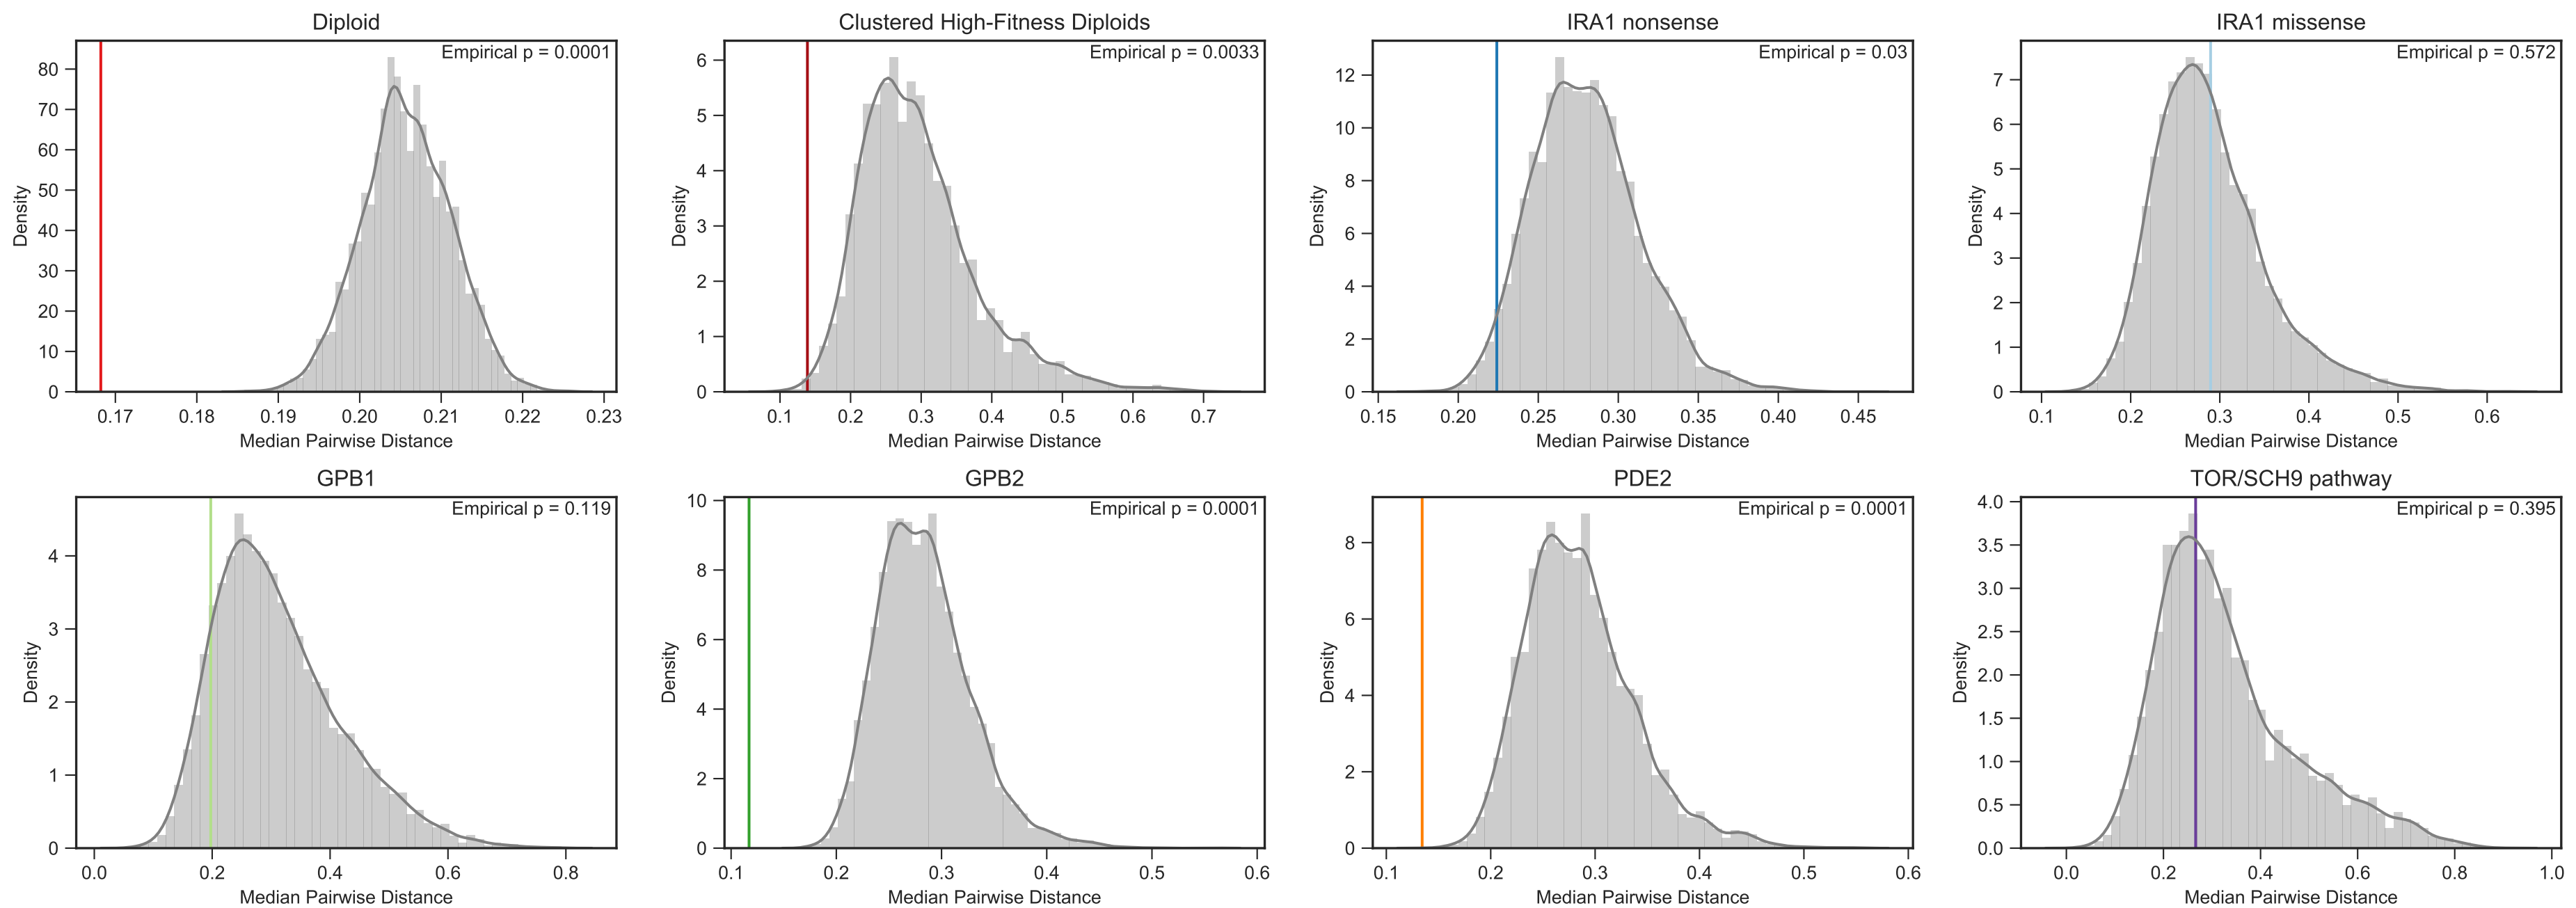 Diploid
Empirical p = 0.0001
Density
80
70
60
50
40
30
20
10
0
0.17 0.18 0.19 0.20 0.21 0.22 0.23
Median Pairwise Distance
Clustered High-Fitness Diploids
Empirical p = 0.0033
Density
6
5
4
3
2
1
0
0.1 0.2 0.3 0.4 0.5 0.6 0.7
Median Pairwise Distance
IRA1 nonsense
Empirical p = 0.03
Density
12
10
8
6
4
2
0
0.15 0.20 0.25 0.30 0.35 0.40 0.45
Median Pairwise Distance
IRA1 missense
Empirical p = 0.572
Density
7
6
5
4
3
2
1
0
0.1 0.2 0.3 0.4 0.5 0.6
Median Pairwise Distance
GPB1
Empirical p = 0.119
Density
4
3
2
1
0
0.0 0.2 0.4 0.6 0.8
Median Pairwise Distance
GPB2
Empirical p = 0.0001
Density
10
8
6
4
2
0
0.1 0.2 0.3 0.4 0.5 0.6
Median Pairwise Distance
PDE2
Empirical p = 0.0001
Density
8
6
4
2
0
0.1 0.2 0.3 0.4 0.5 0.6
Median Pairwise Distance
TOR/SCH9 pathway
Empirical p = 0.395
Density
4.0
3.5
3.0
2.5
2.0
1.5
1.0
0.5
0.0
0.0 0.2 0.4 0.6 0.8 1.0
Median Pairwise Distance